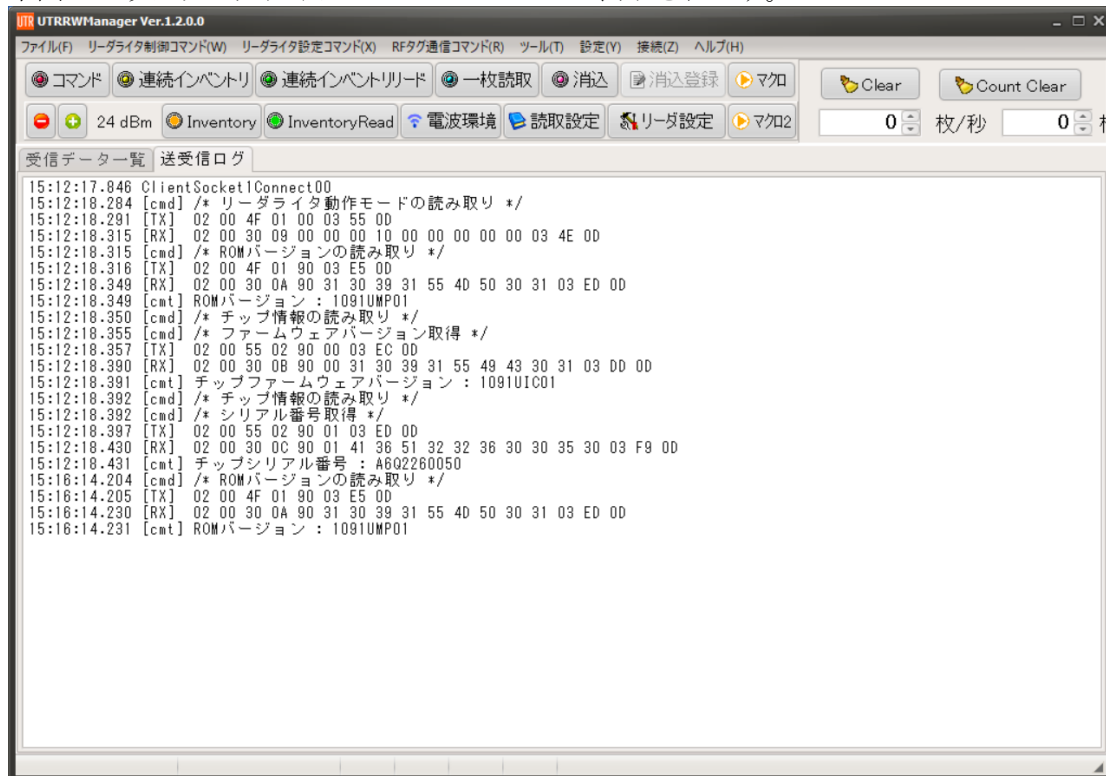 UTR UTRRWManager Ver.1.2.0.0
ファイル(F) リーダライタ制御コマンド(W) リーダライタ設定コマンド(X) RFタグ通信コマンド(R) ツール(T) 設定(Y) 接続(Z) ヘルプ(H)
コマンド 連続インベントリ 連続インベントリリード 一枚読取 消込 消込登録 マクロ Clear Count Clear
24 dBm Inventory InventoryRead 電波環境 読取設定 リーダ設定 マクロ2 0 枚/秒 0
受信データ一覧 送受信ログ
15:12:17.846 ClientSocket1Connect00
15:12:18.284 [cmd] /* リーダライタ動作モードの読み取り */
15:12:18.291 [TX] 02 00 4F 01 00 03 55 0D
15:12:18.315 [RX] 02 00 30 09 00 00 00 10 00 00 00 00 00 03 4E 0D
15:12:18.315 [cmd] /* ROMバージョンの読み取り */
15:12:18.316 [TX] 02 00 4F 01 90 03 E5 0D
15:12:18.349 [RX] 02 00 30 0A 90 31 30 39 31 55 4D 50 30 31 03 ED 0D
15:12:18.349 [cmt] ROMバージョン : 1091UMP01
15:12:18.350 [cmd] /* チップ情報の読み取り */
15:12:18.355 [cmd] /* ファームウェアバージョン取得 */
15:12:18.357 [TX] 02 00 55 02 90 00 03 EC 0D
15:12:18.390 [RX] 02 00 30 0B 90 00 31 30 39 31 55 49 43 30 31 03 DD 0D
15:12:18.391 [cmt] チップファームウェアバージョン : 1091UIC01
15:12:18.392 [cmd] /* チップ情報の読み取り */
15:12:18.392 [cmd] /* シリアル番号取得 */
15:12:18.397 [TX] 02 00 55 02 90 01 03 ED 0D
15:12:18.430 [RX] 02 00 30 0C 90 01 41 36 51 32 32 36 30 30 35 30 03 F9 0D
15:12:18.431 [cmt] チップシリアル番号 : A6Q2260050
15:16:14.204 [cmd] /* ROMバージョンの読み取り */
15:16:14.205 [TX] 02 00 4F 01 90 03 E5 0D
15:16:14.230 [RX] 02 00 30 0A 90 31 30 39 31 55 4D 50 30 31 03 ED 0D
15:16:14.231 [cmt] ROMバージョン : 1091UMP01